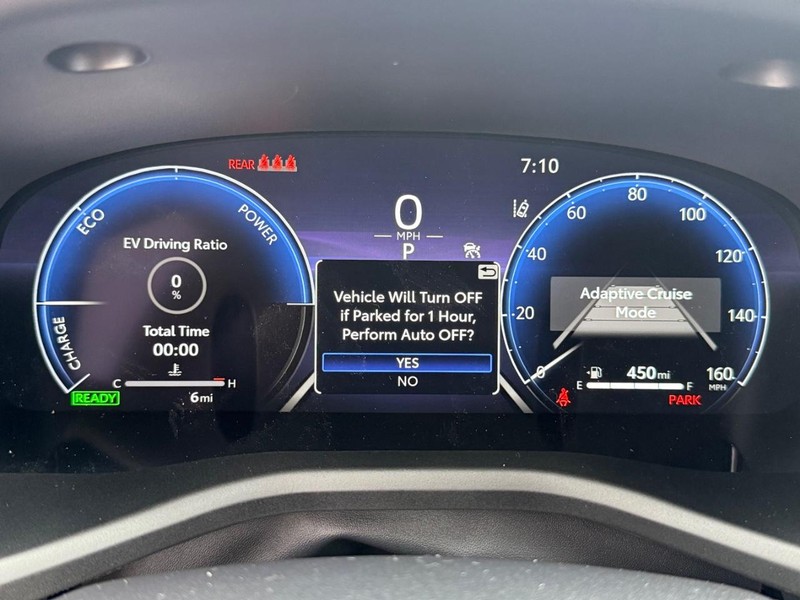 REAR
7:10
ECO
POWER
CHARGE
EV Driving Ratio
0
%
Total Time
00:00
C H
READY
6mi
0
MPH
P
Vehicle Will Turn OFF
if Parked for 1 Hour,
Perform Auto OFF?
YES
NO
0
20
40
60
80
100
120
140
160
MPH
Adaptive Cruise
Mode
450mi
E F
PARK